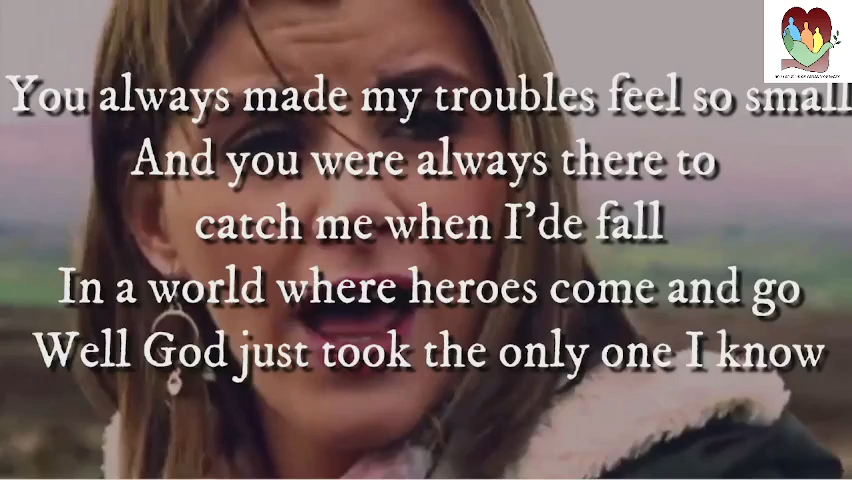 You always made my troubles feel so small
And you were always there to
catch me when I'de fall
In a world where heroes come and go
Well God just took the only one I know